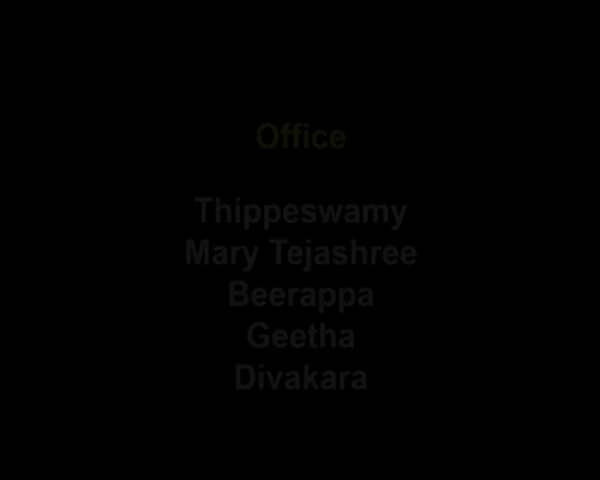 Office
Thippeswamy
Mary Tejashree
Beerappa
Geetha
Divakara